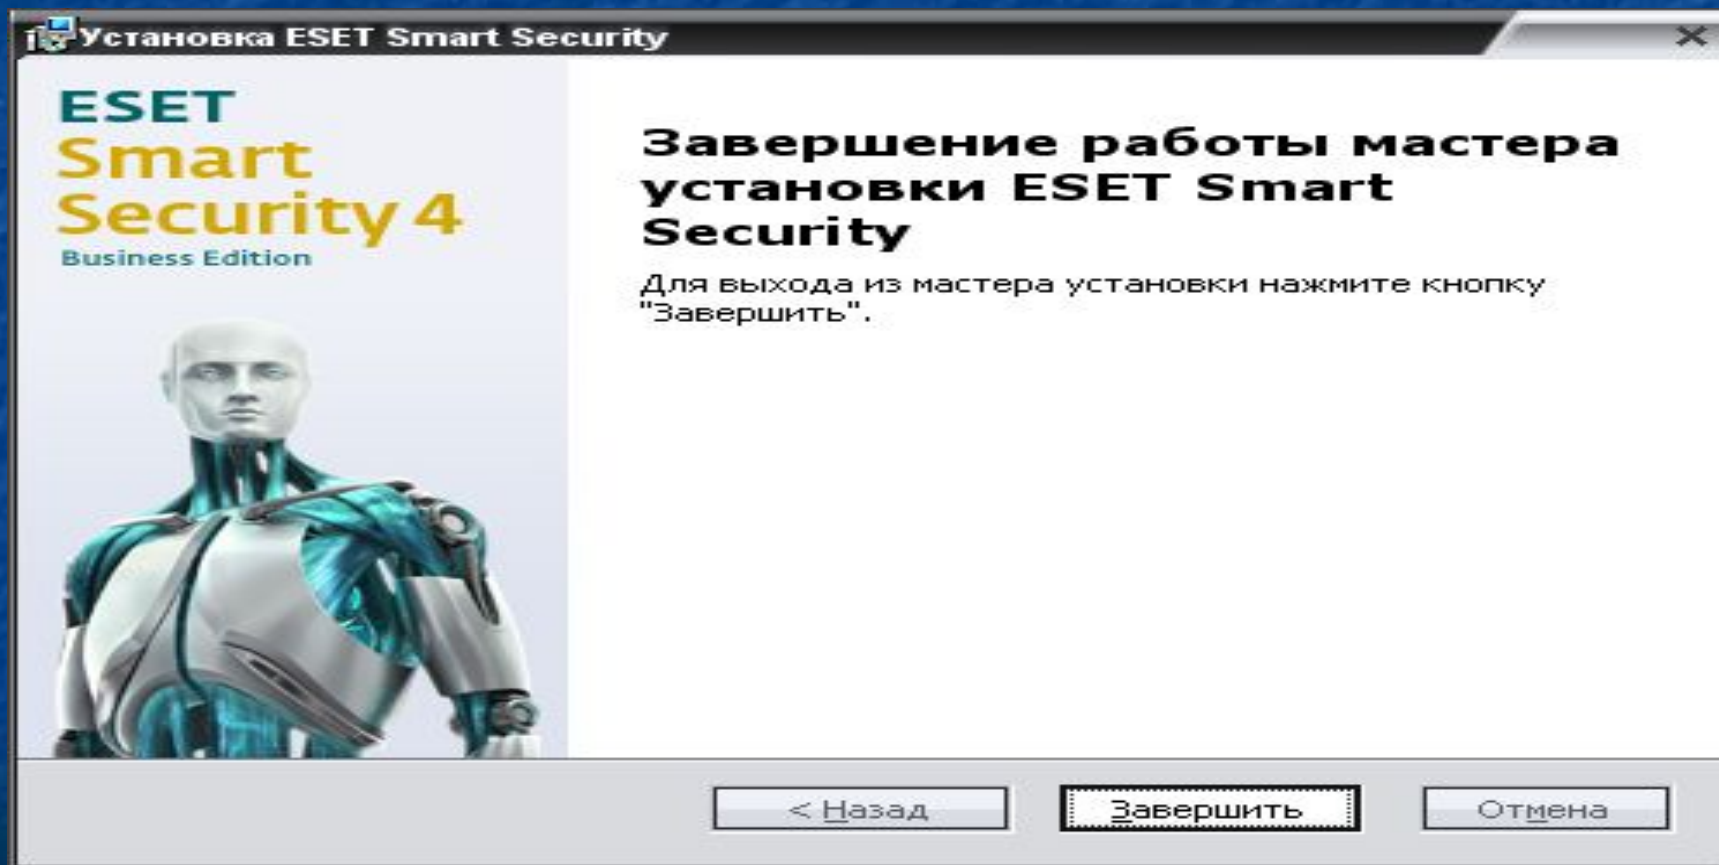 Установка ESET Smart Security
ESET
Smart
Security 4
Business Edition
Завершение работы мастера
установки ESET Smart
Security
Для выхода из мастера установки нажмите кнопку
"Завершить".
< Назад
Завершить
Отмена